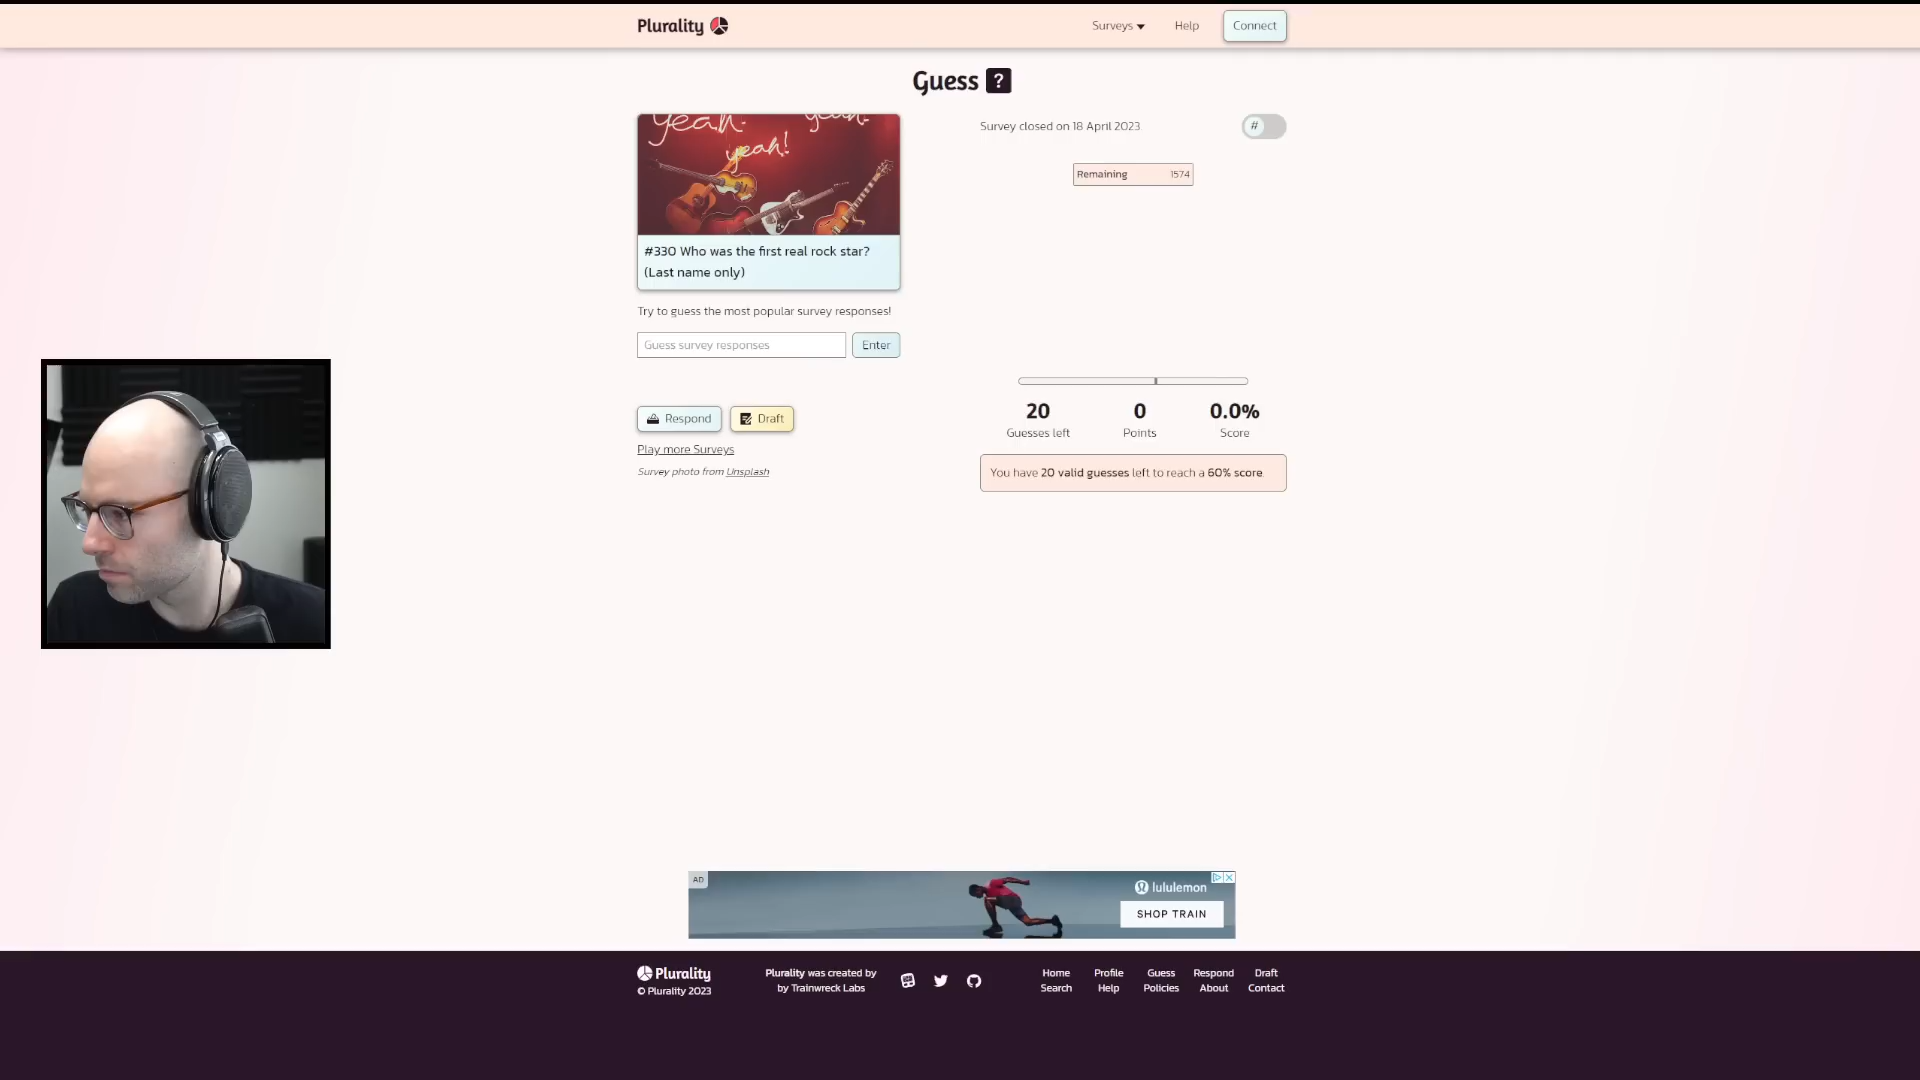 Plurality
Surveys
Help
Connect
Guess ?
yeah. yeah.
yeah!
Survey closed on 18 April 2023
#
Remaining 1574
#330 Who was the first real rock star?
(Last name only)
Try to guess the most popular survey responses!
Guess survey responses
Enter
20 0 0.0%
Guesses left Points Score
Respond
Draft
Play more Surveys
Survey photo from Unsplash
You have 20 valid guesses left to reach a 60% score.
AD
lululemon
SHOP TRAIN
Plurality
© Plurality 2023
Plurality was created by
by Trainwreck Labs
Home Profile Guess Respond Draft
Search Help Policies About Contact